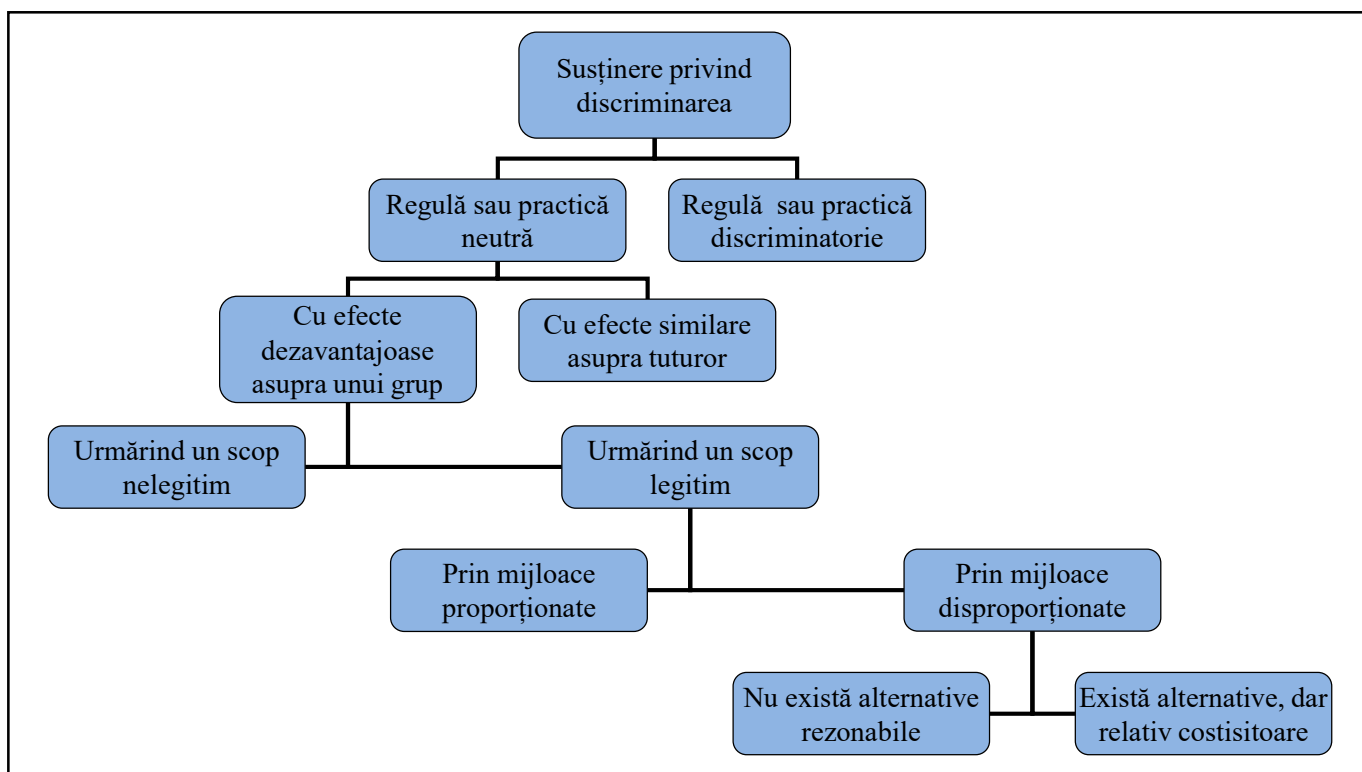 Susținere privind
discriminarea
Regulă sau practică
neutră
Regulă  sau practică
discriminatorie
Cu efecte
dezavantajoase
asupra unui grup
Cu efecte similare
asupra tuturor
Urmărind un scop
nelegitim
Urmărind un scop
legitim
Prin mijloace
proporționate
Prin mijloace
disproporționate
Nu există alternative
rezonabile
Există alternative, dar
relativ costisitoare